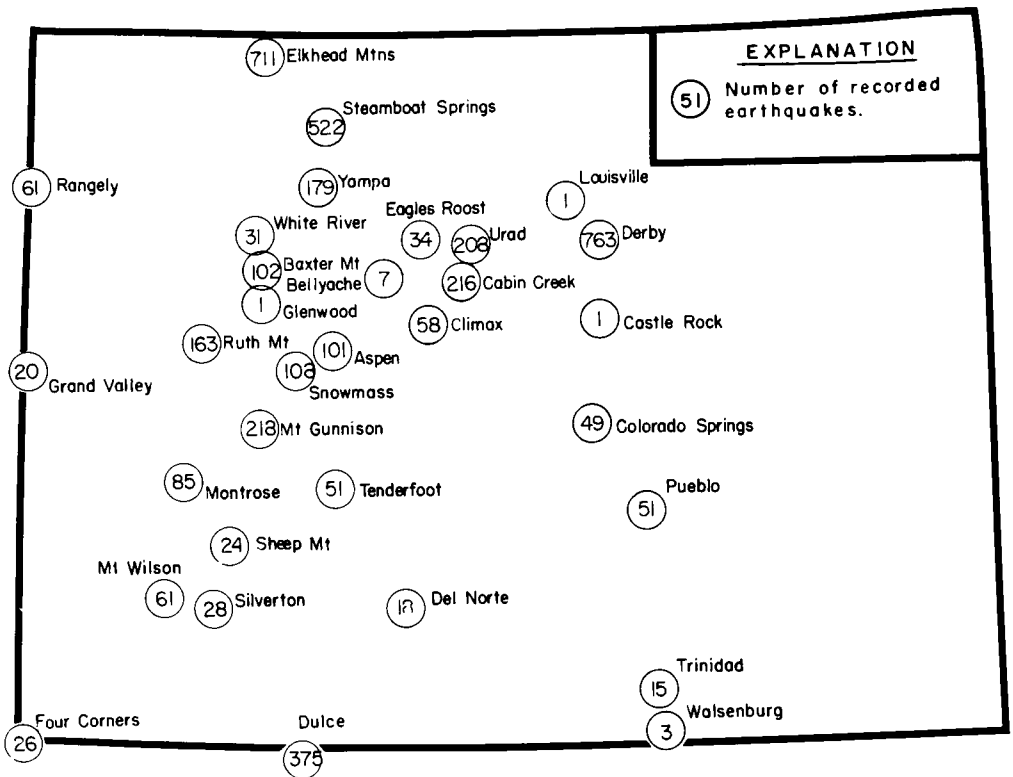 EXPLANATION
51 Number of recorded
earthquakes.
711 Elkhead Mtns
Steamboat Springs
522
61 Rangely
179 Yampa
Louisville
1
Eagles Roost
34
White River
31
Urad
208
763 Derby
102 Baxter Mt
Bellyache 7
216 Cabin Creek
1 Glenwood
58 Climax
1 Castle Rock
163 Ruth Mt
101 Aspen
20 Grand Valley
Snowmass
218 Mt Gunnison
49 Colorado Springs
85 Montrose
51 Tenderfoot
Pueblo
51
24 Sheep Mt
Mt Wilson
61
28 Silverton
Del Norte
Trinidad
15
Walsenburg
3
Four Corners
26
Dulce
375